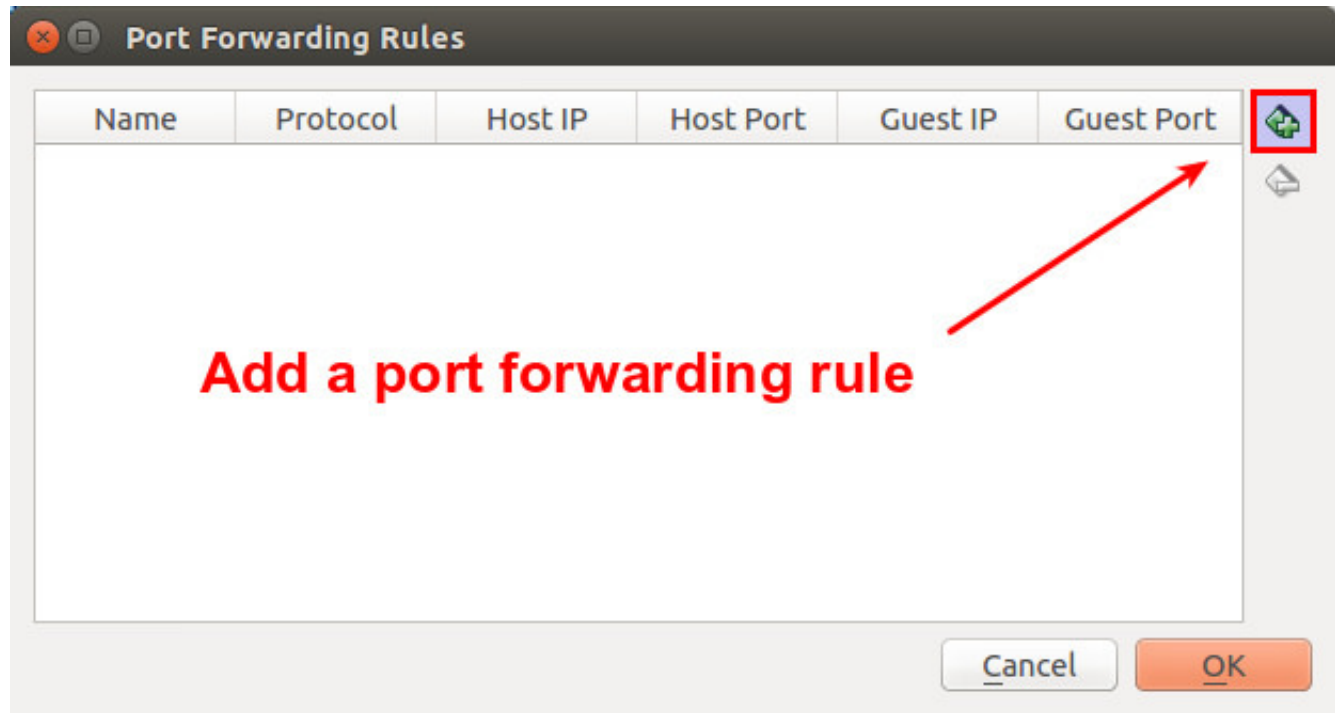 Port Forwarding Rules
Name Protocol Host IP Host Port Guest IP Guest Port
Add a port forwarding rule
Cancel OK